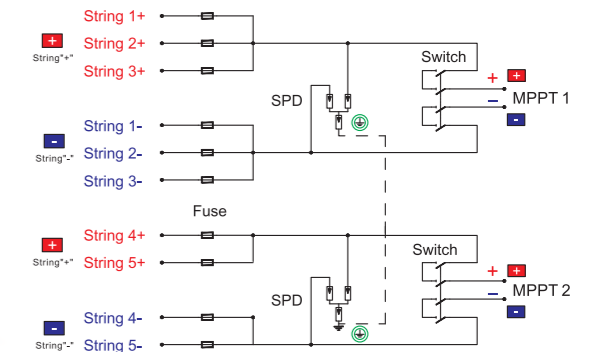 String 1+
+
String 2+
String"+"
String 3+
Switch
+ +
MPPT 1
SPD
− -
String 1-
-
String 2-
String"-"
String 3-
Fuse
String 4+
+
Switch
String"+"
String 5+
+ +
MPPT 2
SPD
− -
String 4-
-
String"-"
String 5-